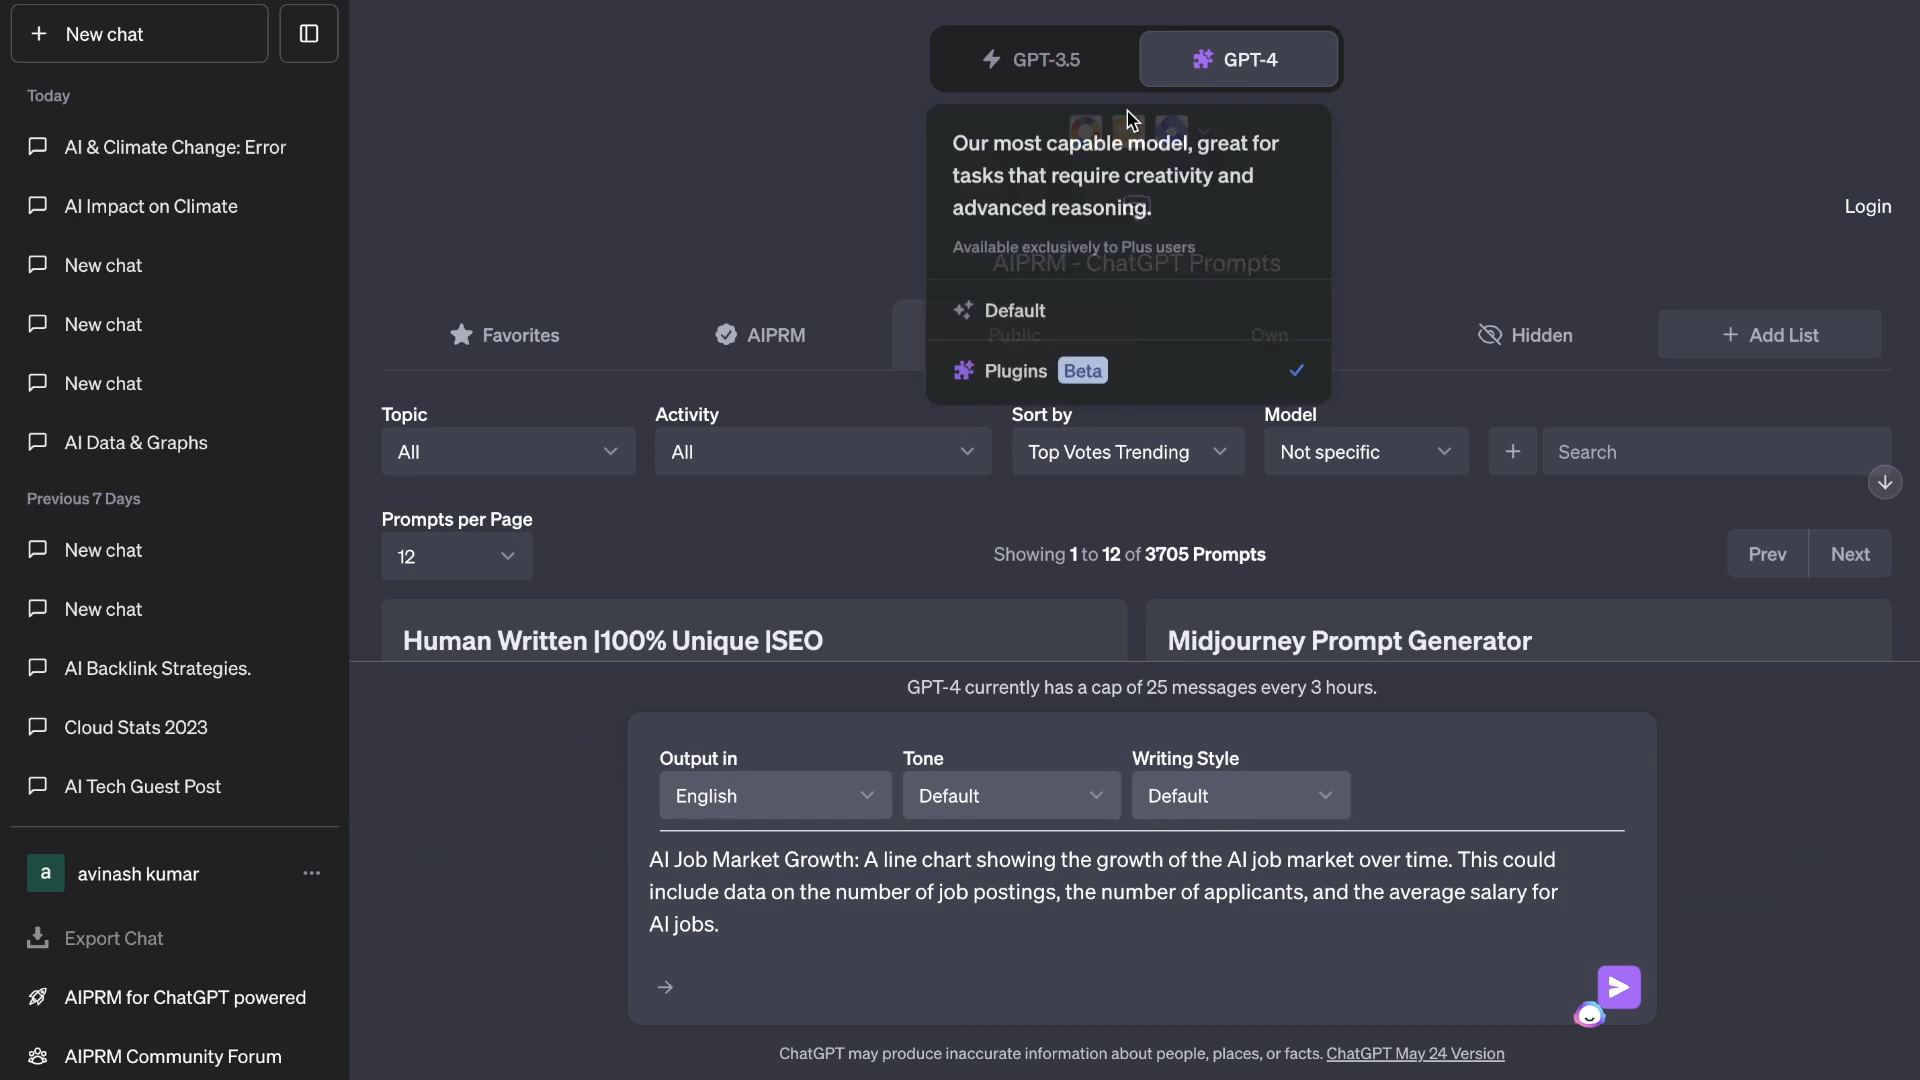 New chat
Today
AI & Climate Change: Error
AI Impact on Climate
New chat
New chat
New chat
AI Data & Graphs
Previous 7 Days
New chat
New chat
AI Backlink Strategies.
Cloud Stats 2023
AI Tech Guest Post
a avinash kumar
Export Chat
AIPRM for ChatGPT powered
AIPRM Community Forum
GPT-3.5 GPT-4
Our most capable model, great for
tasks that require creativity and
advanced reasoning.
Available exclusively to Plus users
AIPRM - ChatGPT Prompts
Default
Plugins Beta
Login
Favorites AIPRM Public Own Hidden + Add List
Topic Activity Sort by Model
All All Top Votes Trending Not specific + Search
Prompts per Page
12 Showing 1 to 12 of 3705 Prompts Prev Next
Human Written |100% Unique |SEO Midjourney Prompt Generator
GPT-4 currently has a cap of 25 messages every 3 hours.
Output in Tone Writing Style
English Default Default
AI Job Market Growth: A line chart showing the growth of the AI job market over time. This could
include data on the number of job postings, the number of applicants, and the average salary for
AI jobs.
ChatGPT may produce inaccurate information about people, places, or facts. ChatGPT May 24 Version